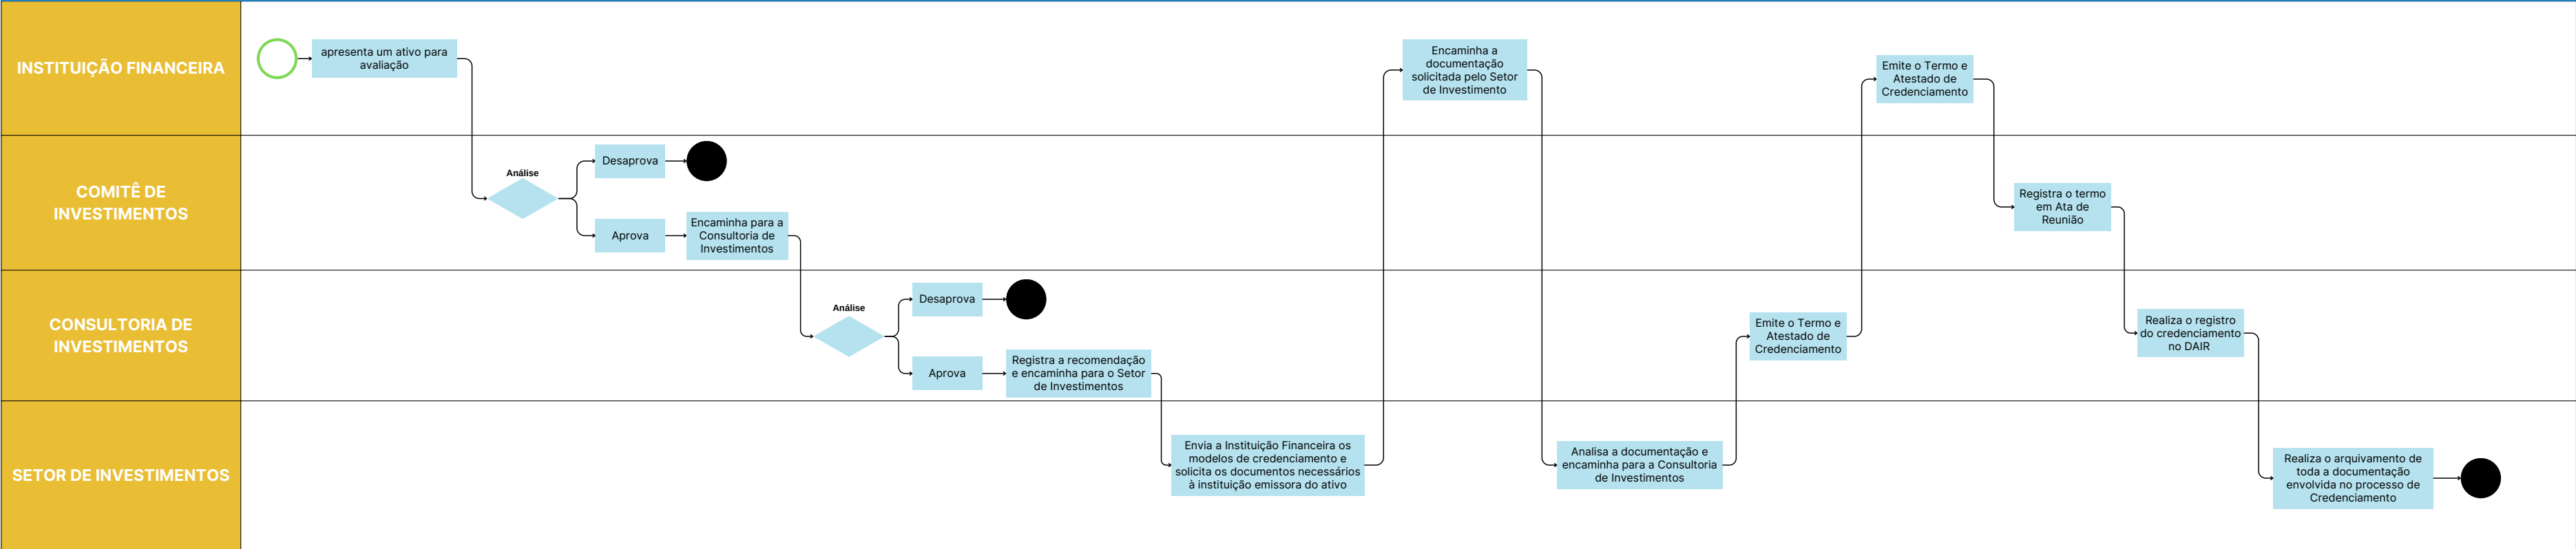 INSTITUIÇÃO FINANCEIRA
apresenta um ativo para
avaliação
Encaminha a
documentação
solicitada pelo Setor
de Investimento
Emite o Termo e
Atestado de
Credenciamento
COMITÊ DE
INVESTIMENTOS
Análise
Desaprova
Aprova
Encaminha para a
Consultoria de
Investimentos
Registra o termo
em Ata de
Reunião
CONSULTORIA DE
INVESTIMENTOS
Análise
Desaprova
Aprova
Registra a recomendação
e encaminha para o Setor
de Investimentos
Emite o Termo e
Atestado de
Credenciamento
Realiza o registro
do credenciamento
no DAIR
SETOR DE INVESTIMENTOS
Envia a Instituição Financeira os
modelos de credenciamento e
solicita os documentos necessários
à instituição emissora do ativo
Analisa a documentação e
encaminha para a Consultoria
de Investimentos
Realiza o arquivamento de
toda a documentação
envolvida no processo de
Credenciamento